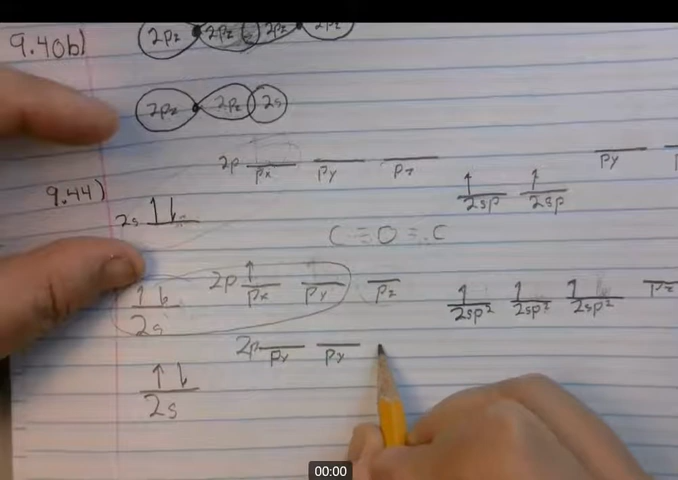 9.40b) 2pz 2pz 2pz 2pz
2pz 2pz 2s
2p px py pz py
9.44) 2s ↑⇂ ↑ 2sp ↑ 2sp
C ≡ O ≡ C
↑⇂ 2s 2p ↑ px py pz ↑ 2sp² ↑ 2sp² ↑ 2sp² pz
2p px py
↑⇂ 2s
00:00